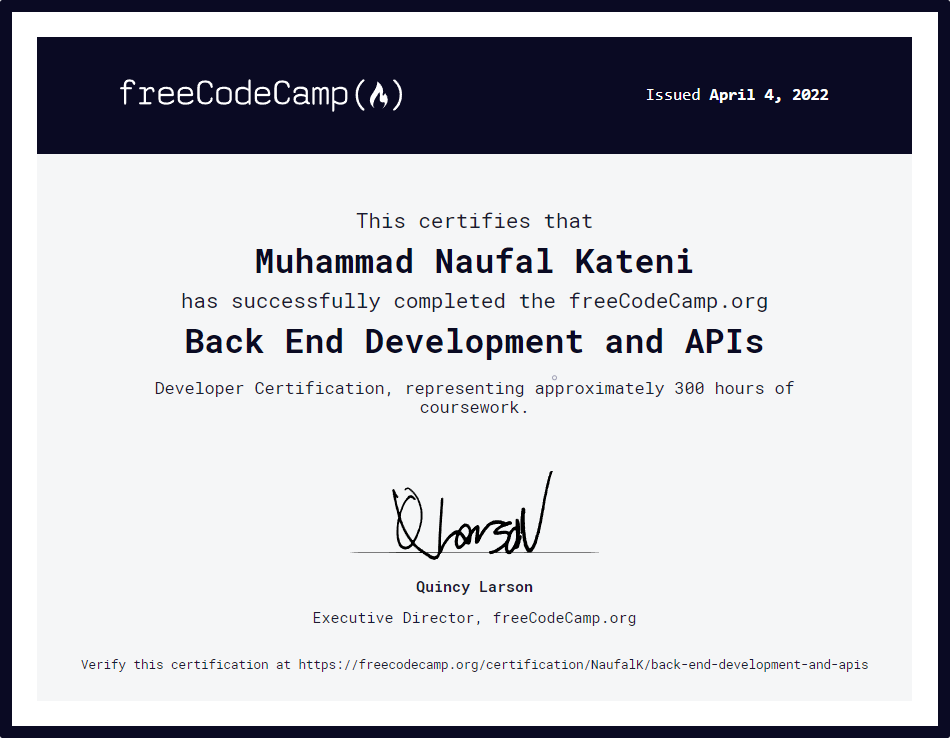 freeCodeCamp(🔥)
Issued April 4, 2022
This certifies that
Muhammad Naufal Kateni
has successfully completed the freeCodeCamp.org
Back End Development and APIs
Developer Certification, representing approximately 300 hours of
coursework.
Q Larson
Quincy Larson
Executive Director, freeCodeCamp.org
Verify this certification at https://freecodecamp.org/certification/NaufalK/back-end-development-and-apis